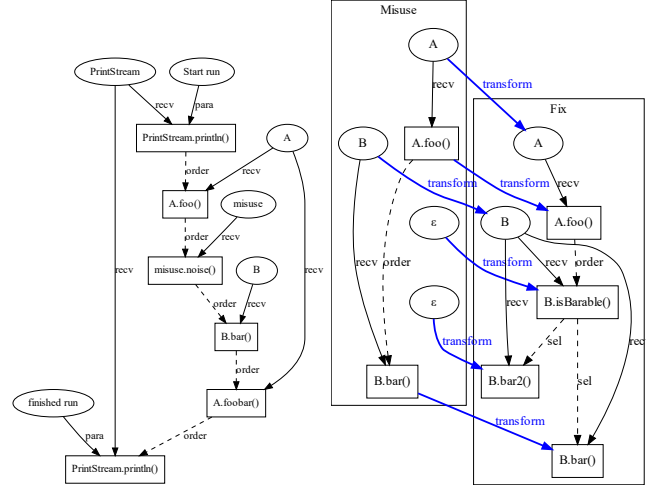 PrintStream
Start run
recv
para
PrintStream.println()
A
order
recv
A.foo()
misuse
order
recv
misuse.noise()
B
recv
order
recv
B.bar()
order
A.foobar()
finished run
para
order
PrintStream.println()
Misuse
A
recv
transform
B
A.foo()
transform
transform
ε
transform
recv
order
ε
transform
B.bar()
transform
Fix
A
recv
B
A.foo()
recv
order
B.isBarable()
recv
sel
rec
B.bar2()
sel
B.bar()